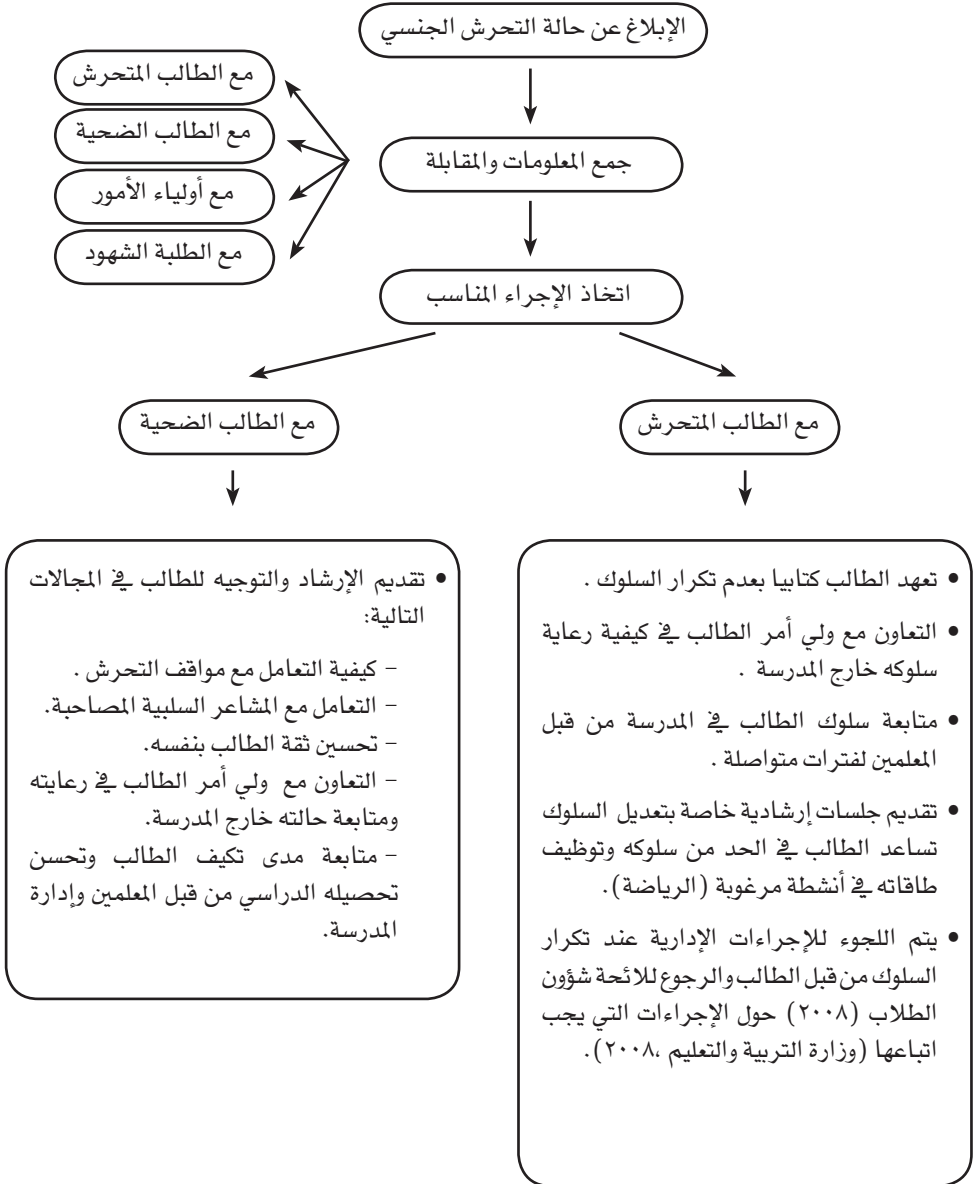 الإبلاغ عن حالة التحرش الجنسي
جمع المعلومات والمقابلة
مع الطالب المتحرش
مع الطالب الضحية
مع أولياء الأمور
مع الطلبة الشهود
اتخاذ الإجراء المناسب
مع الطالب المتحرش
• تعهد الطالب كتابيا بعدم تكرار السلوك .
• التعاون مع ولي أمر الطالب في كيفية رعاية
سلوكه خارج المدرسة .
• متابعة سلوك الطالب في المدرسة من قبل
المعلمين لفترات متواصلة .
• تقديم جلسات إرشادية خاصة بتعديل السلوك
تساعد الطالب في الحد من سلوكه وتوظيف
طاقاته في أنشطة مرغوبة (الرياضة).
• يتم اللجوء للإجراءات الإدارية عند تكرار
السلوك من قبل الطالب والرجوع للائحة شؤون
الطلاب (٢٠٠٨) حول الإجراءات التي يجب
اتباعها (وزارة التربية والتعليم ،٢٠٠٨).
مع الطالب الضحية
• تقديم الإرشاد والتوجيه للطالب في المجالات
التالية:
– كيفية التعامل مع مواقف التحرش .
– التعامل مع المشاعر السلبية المصاحبة.
– تحسين ثقة الطالب بنفسه.
– التعاون مع ولي أمر الطالب في رعايته
ومتابعة حالته خارج المدرسة.
– متابعة مدى تكيف الطالب وتحسن
تحصيله الدراسي من قبل المعلمين وإدارة
المدرسة.